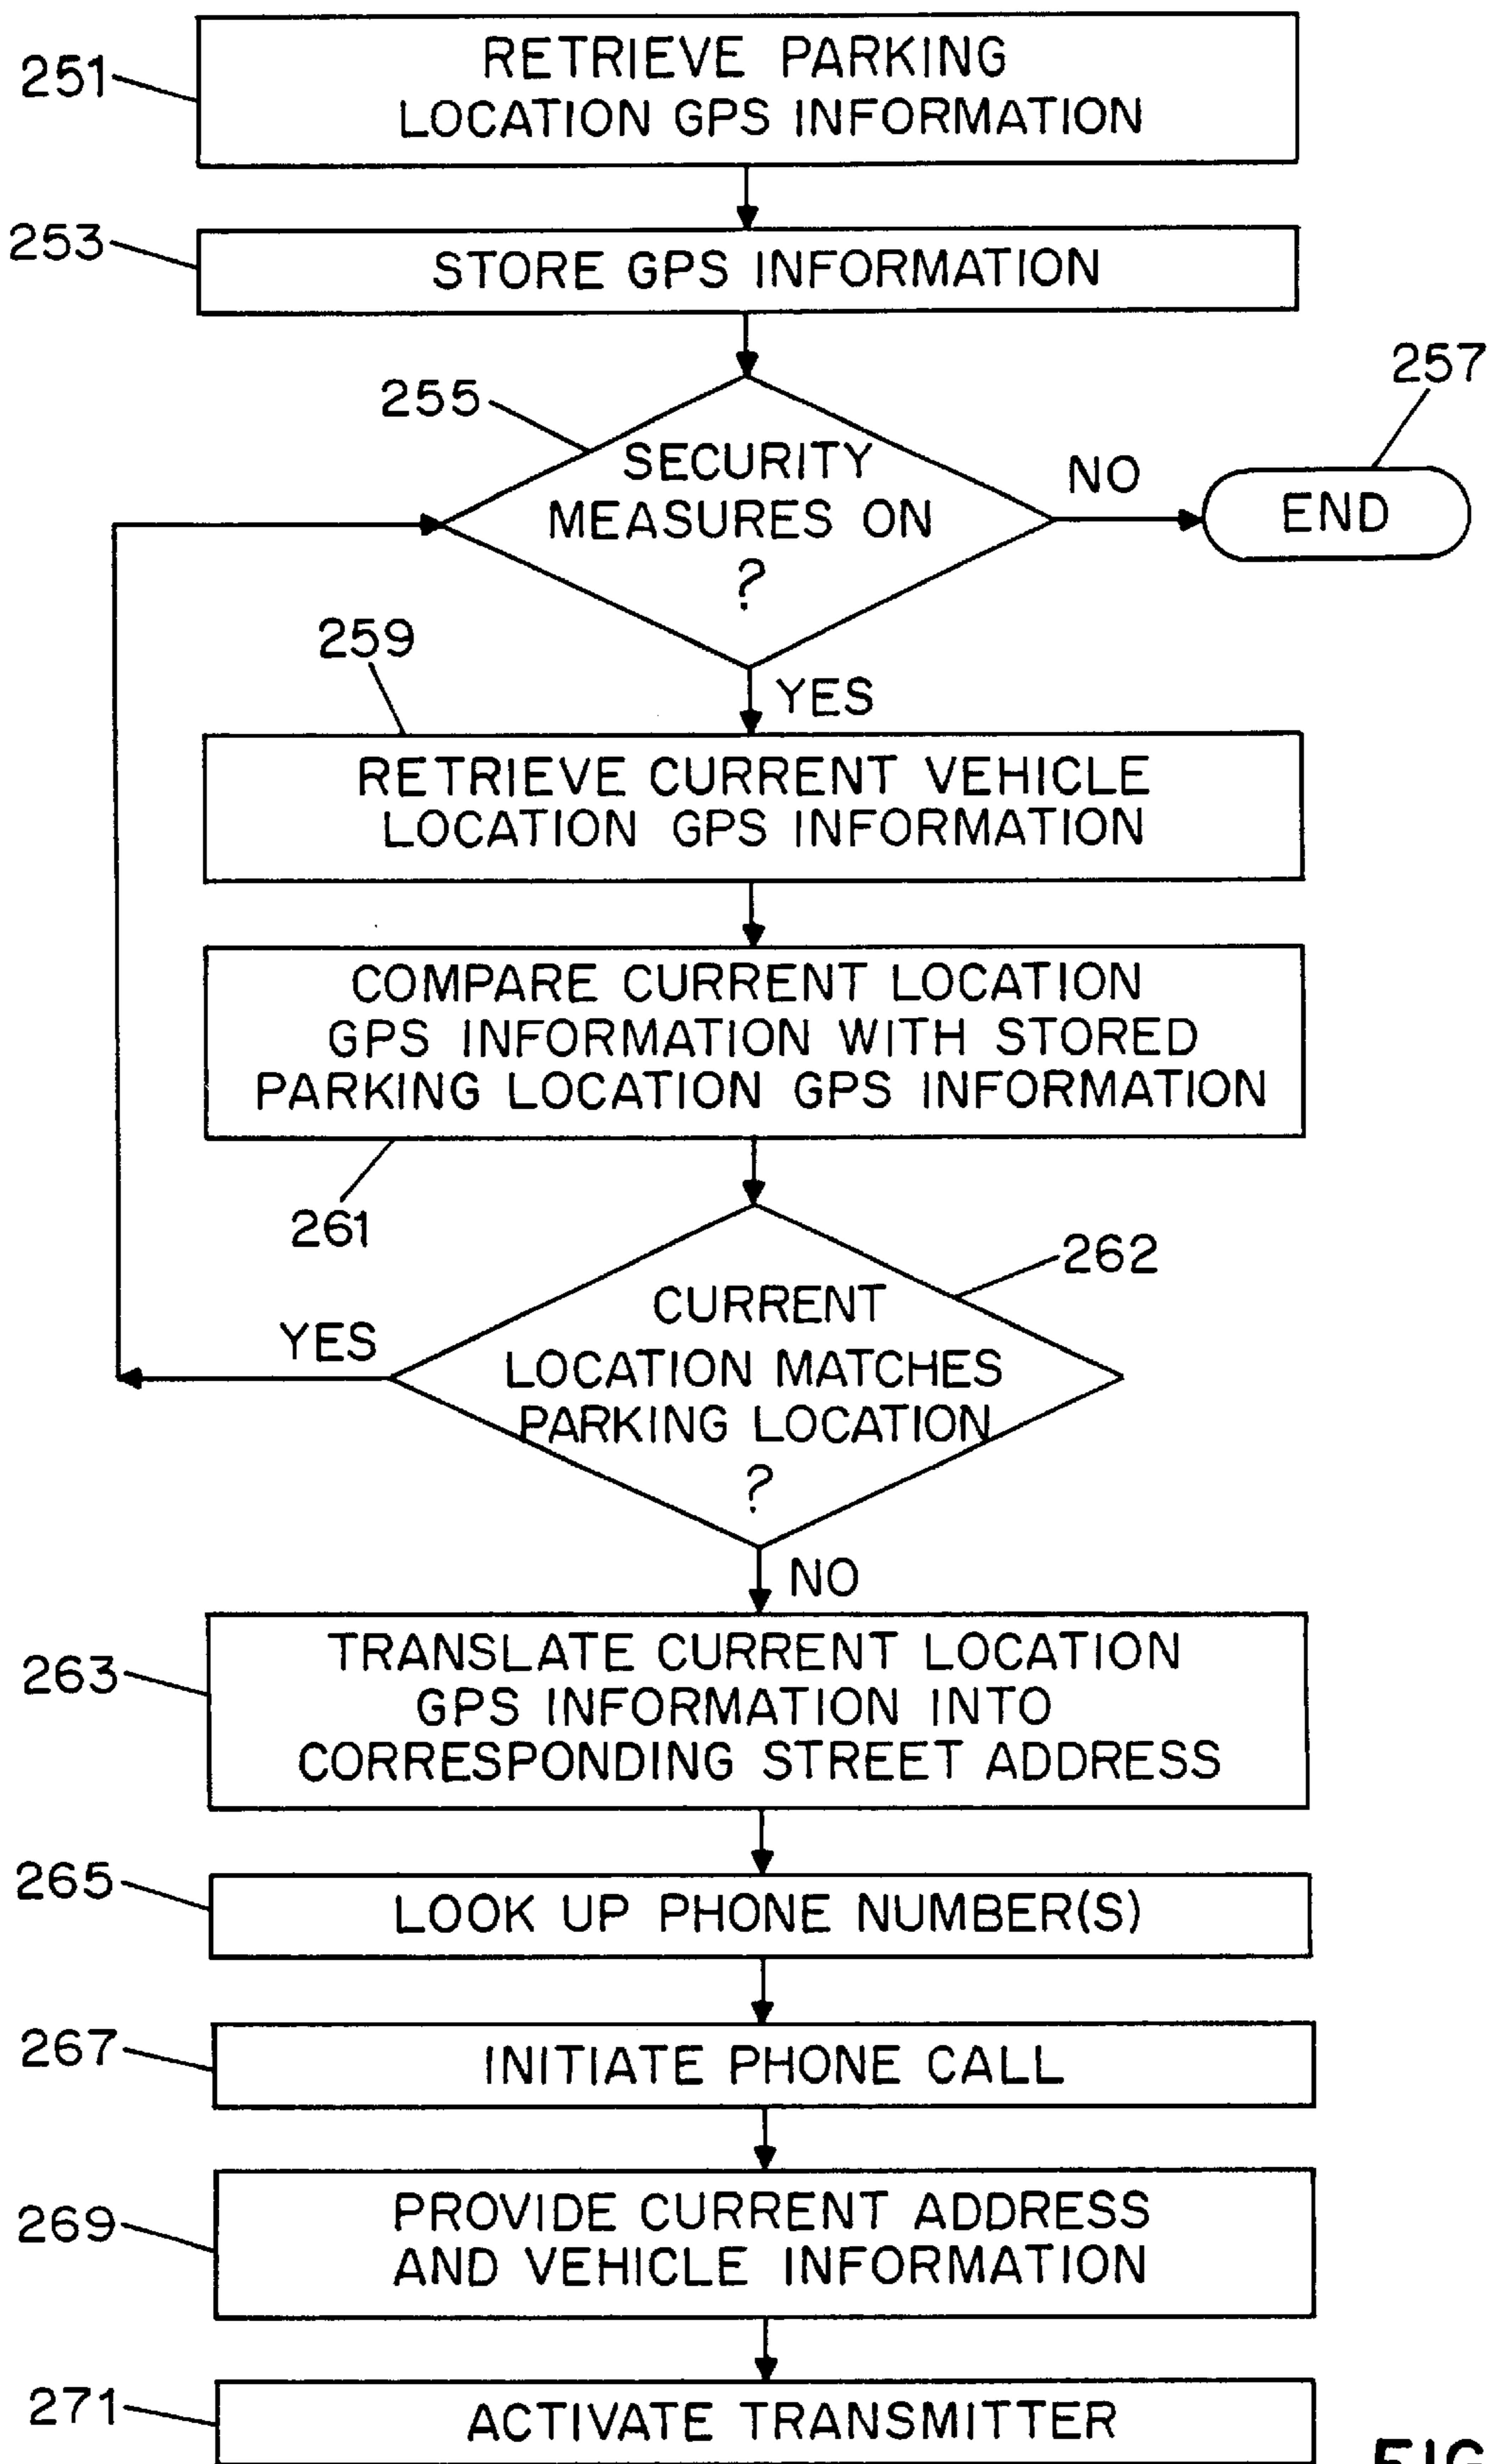 251
RETRIEVE PARKING
LOCATION GPS INFORMATION
253
STORE GPS INFORMATION
255
SECURITY
MEASURES ON
?
NO
257
END
YES
259
RETRIEVE CURRENT VEHICLE
LOCATION GPS INFORMATION
COMPARE CURRENT LOCATION
GPS INFORMATION WITH STORED
PARKING LOCATION GPS INFORMATION
261
262
CURRENT
LOCATION MATCHES
PARKING LOCATION
?
YES
NO
263
TRANSLATE CURRENT LOCATION
GPS INFORMATION INTO
CORRESPONDING STREET ADDRESS
265
LOOK UP PHONE NUMBER(S)
267
INITIATE PHONE CALL
269
PROVIDE CURRENT ADDRESS
AND VEHICLE INFORMATION
271
ACTIVATE TRANSMITTER